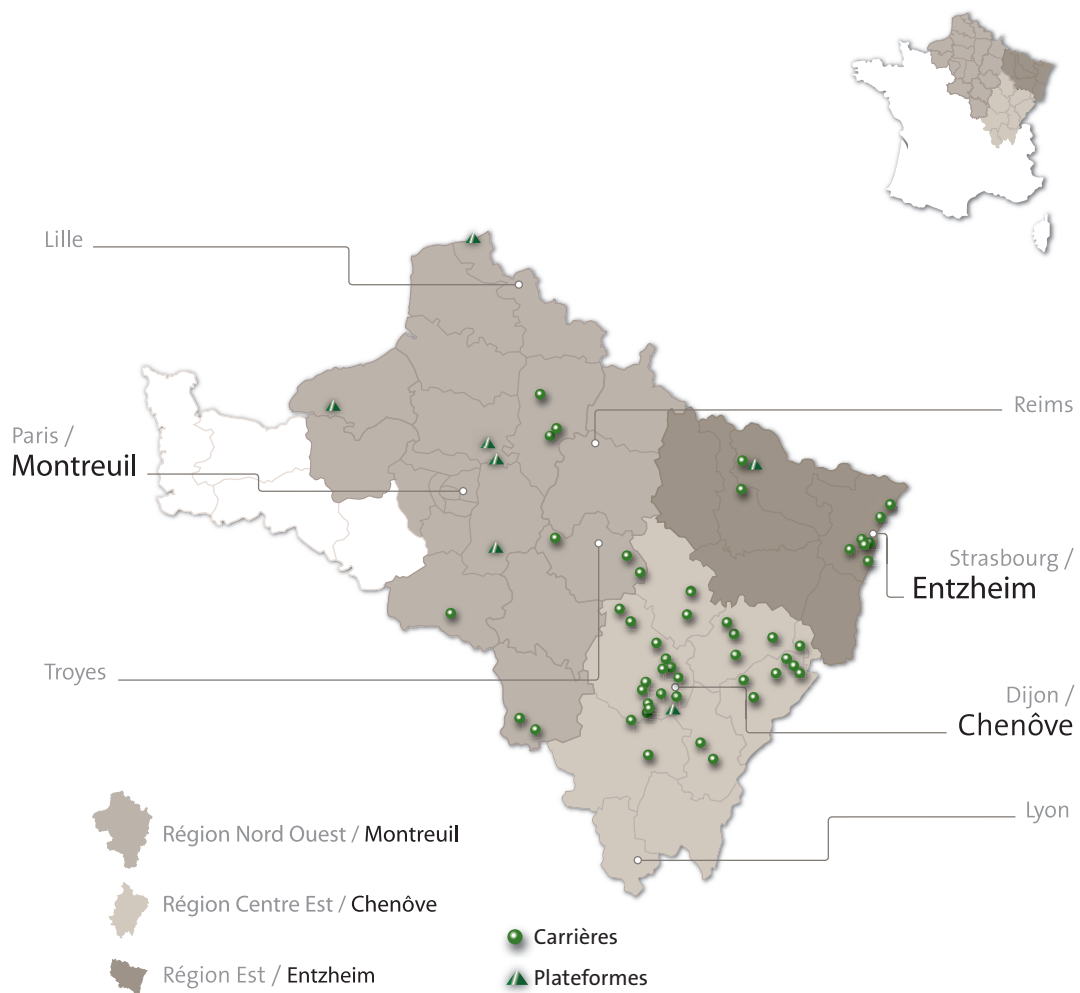 Lille
Reims
Paris /
Montreuil
Strasbourg /
Entzheim
Troyes
Dijon /
Chenôve
Lyon
Région Nord Ouest / Montreuil
Région Centre Est / Chenôve
Région Est / Entzheim
Carrières
Plateformes